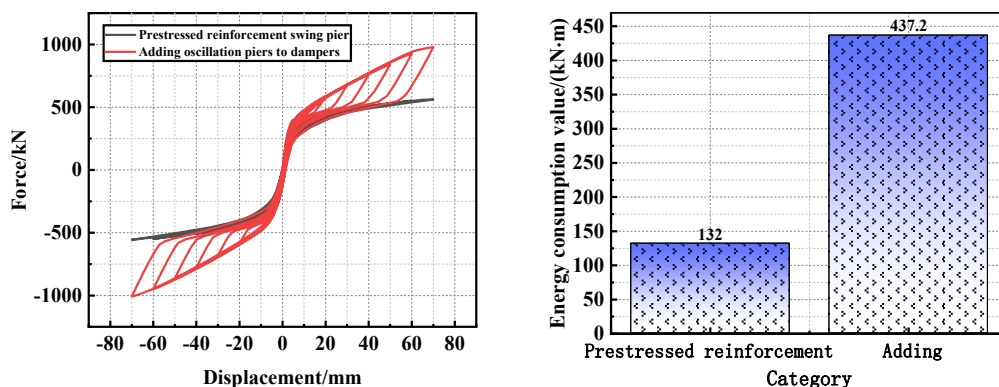 Prestressed reinforcement swing pier
Adding oscillation piers to dampers
Force/kN
1000
500
0
-500
-1000
-80 -60 -40 -20 0 20 40 60 80
Displacement/mm
Energy consumption value/(kN·m)
450
400
350
300
250
200
150
100
50
0
132
437.2
Prestressed reinforcement Adding
Category